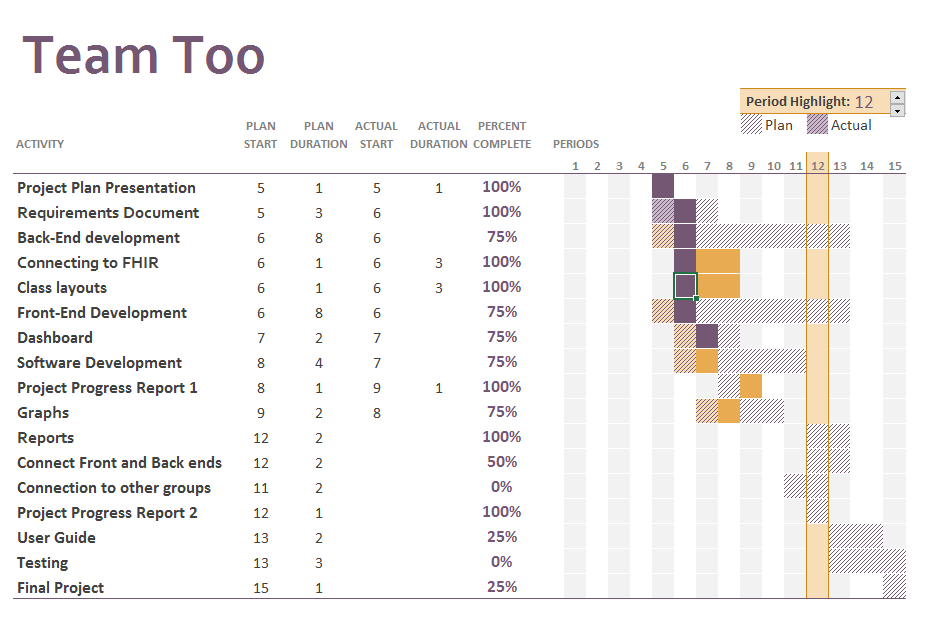 Team Too
Period Highlight: 12
Plan Actual
PLAN PLAN ACTUAL ACTUAL PERCENT
ACTIVITY START DURATION START DURATION COMPLETE PERIODS
1 2 3 4 5 6 7 8 9 10 11 12 13 14 15
Project Plan Presentation 5 1 5 1 100%
Requirements Document 5 3 6 100%
Back-End development 6 8 6 75%
Connecting to FHIR 6 1 6 3 100%
Class layouts 6 1 6 3 100%
Front-End Development 6 8 6 75%
Dashboard 7 2 7 75%
Software Development 8 4 7 75%
Project Progress Report 1 8 1 9 1 100%
Graphs 9 2 8 75%
Reports 12 2 100%
Connect Front and Back ends 12 2 50%
Connection to other groups 11 2 0%
Project Progress Report 2 12 1 100%
User Guide 13 2 25%
Testing 13 3 0%
Final Project 15 1 25%